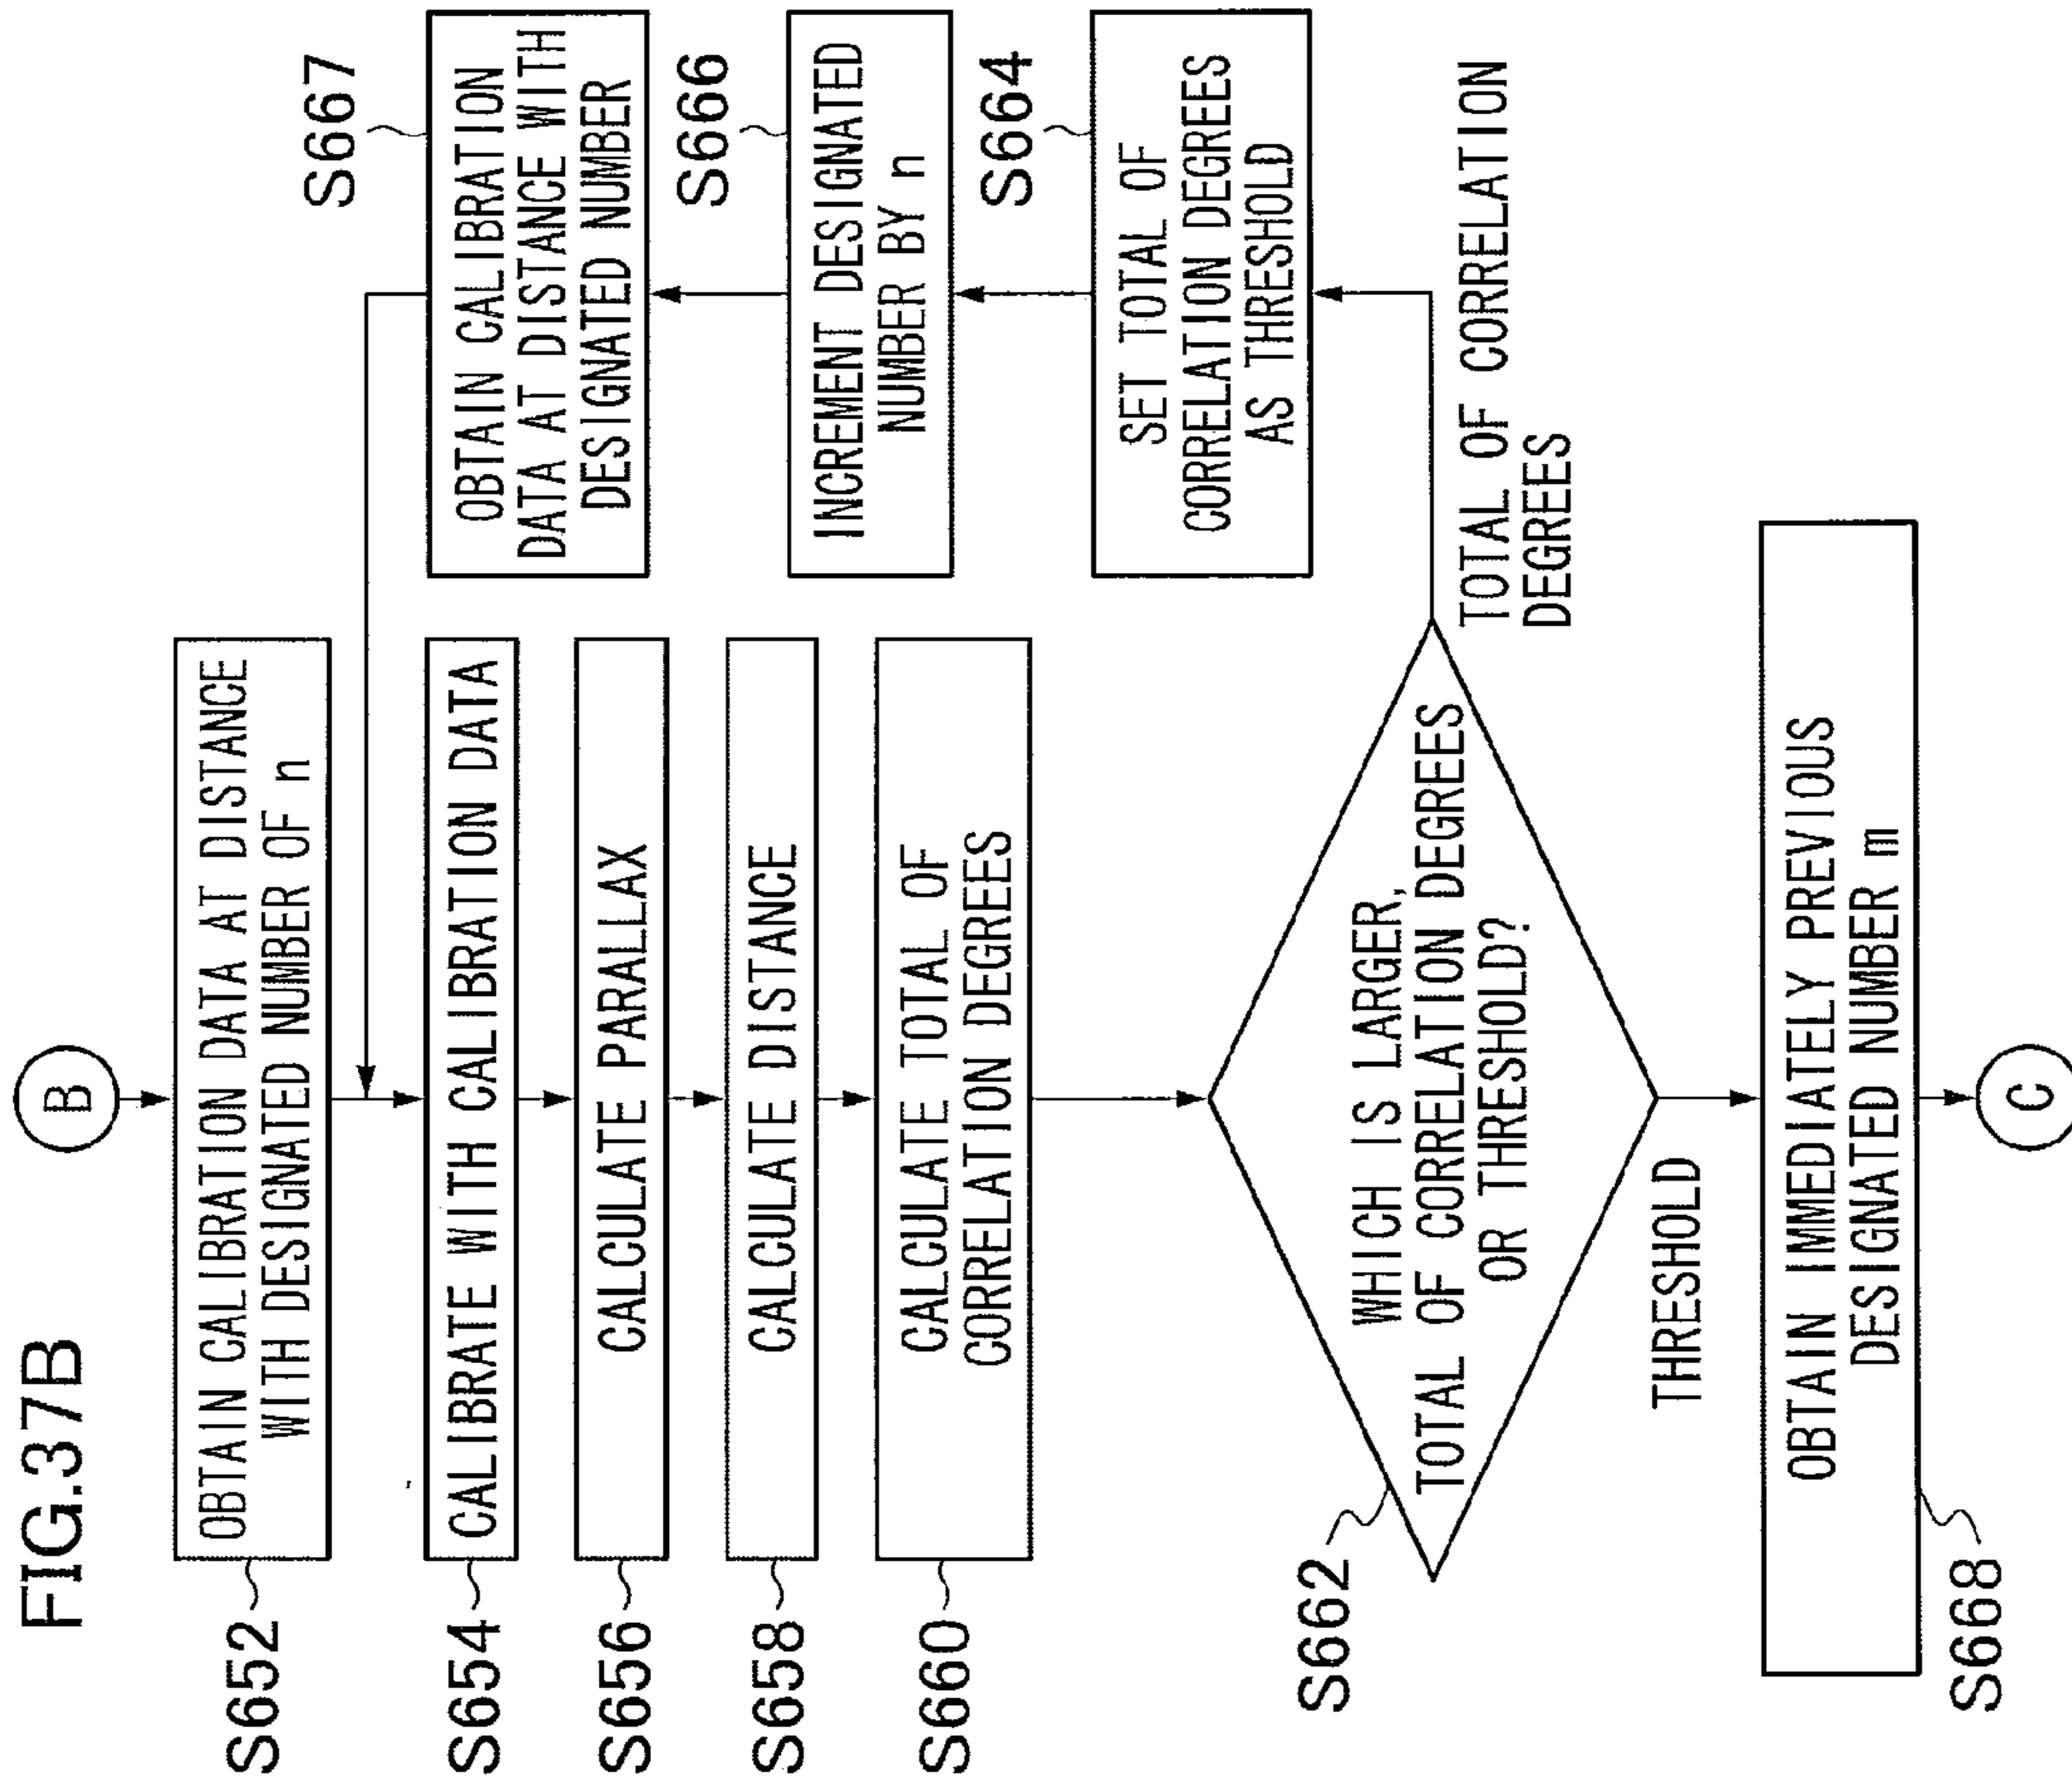 FIG.37B
B
S652
OBTAIN CALIBRATION DATA AT DISTANCE
WITH DESIGNATED NUMBER OF n
S654
CALIBRATE WITH CALIBRATION DATA
S656
CALCULATE PARALLAX
S658
CALCULATE DISTANCE
S660
CALCULATE TOTAL OF
CORRELATION DEGREES
S662
WHICH IS LARGER,
TOTAL OF CORRELATION DEGREES
OR THRESHOLD?
TOTAL OF CORRELATION
DEGREES
S664
SET TOTAL OF
CORRELATION DEGREES
AS THRESHOLD
S666
INCREMENT DESIGNATED
NUMBER BY n
S667
OBTAIN CALIBRATION
DATA AT DISTANCE WITH
DESIGNATED NUMBER
THRESHOLD
OBTAIN IMMEDIATELY PREVIOUS
DESIGNATED NUMBER m
S668
C